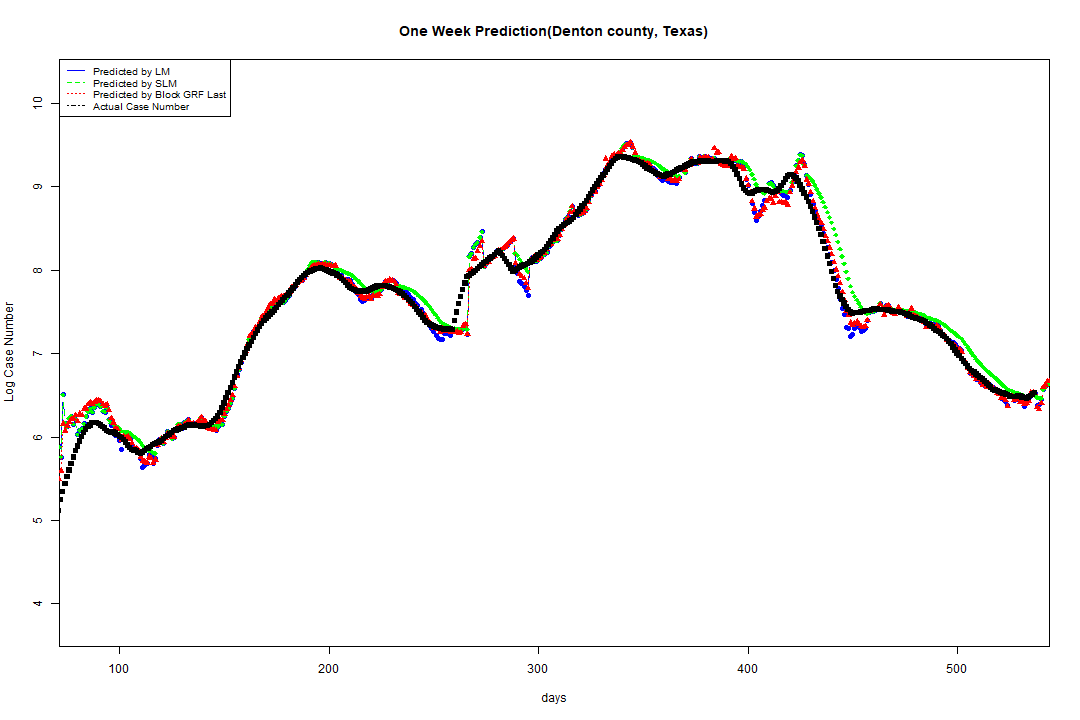 One Week Prediction(Denton county, Texas)
Predicted by LM
Predicted by SLM
Predicted by Block GRF Last
Actual Case Number
10
9
8
7
6
5
4
Log Case Number
100 200 300 400 500
days